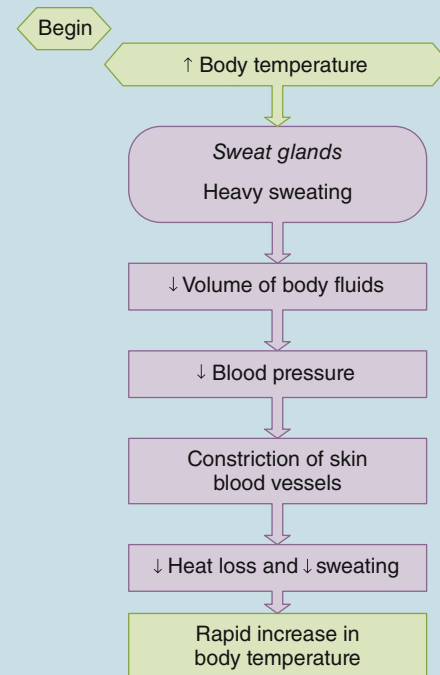 Begin
↑ Body temperature
Sweat glands
Heavy sweating
↓ Volume of body fluids
↓ Blood pressure
Constriction of skin
blood vessels
↓ Heat loss and ↓ sweating
Rapid increase in
body temperature